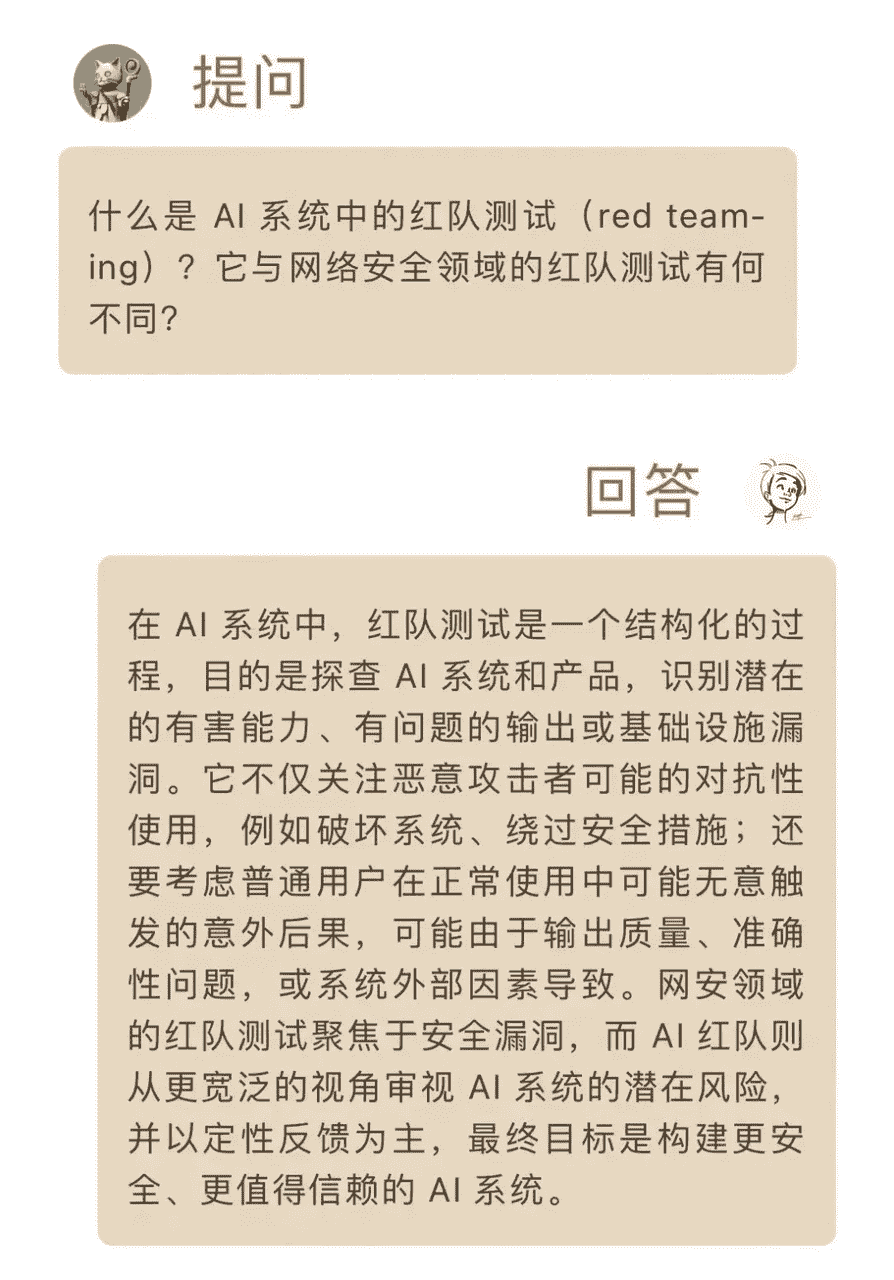 提问
什么是 AI 系统中的红队测试（red team-
ing）？它与网络安全领域的红队测试有何
不同?
回答
在 AI 系统中，红队测试是一个结构化的过
程，目的是探查 AI 系统和产品，识别潜在
的有害能力、有问题的输出或基础设施漏
洞。它不仅关注恶意攻击者可能的对抗性
使用，例如破坏系统、绕过安全措施；还
要考虑普通用户在正常使用中可能无意触
发的意外后果，可能由于输出质量、准确
性问题，或系统外部因素导致。网安领域
的红队测试聚焦于安全漏洞，而 AI 红队则
从更宽泛的视角审视 AI 系统的潜在风险，
并以定性反馈为主，最终目标是构建更安
全、更值得信赖的 AI 系统。